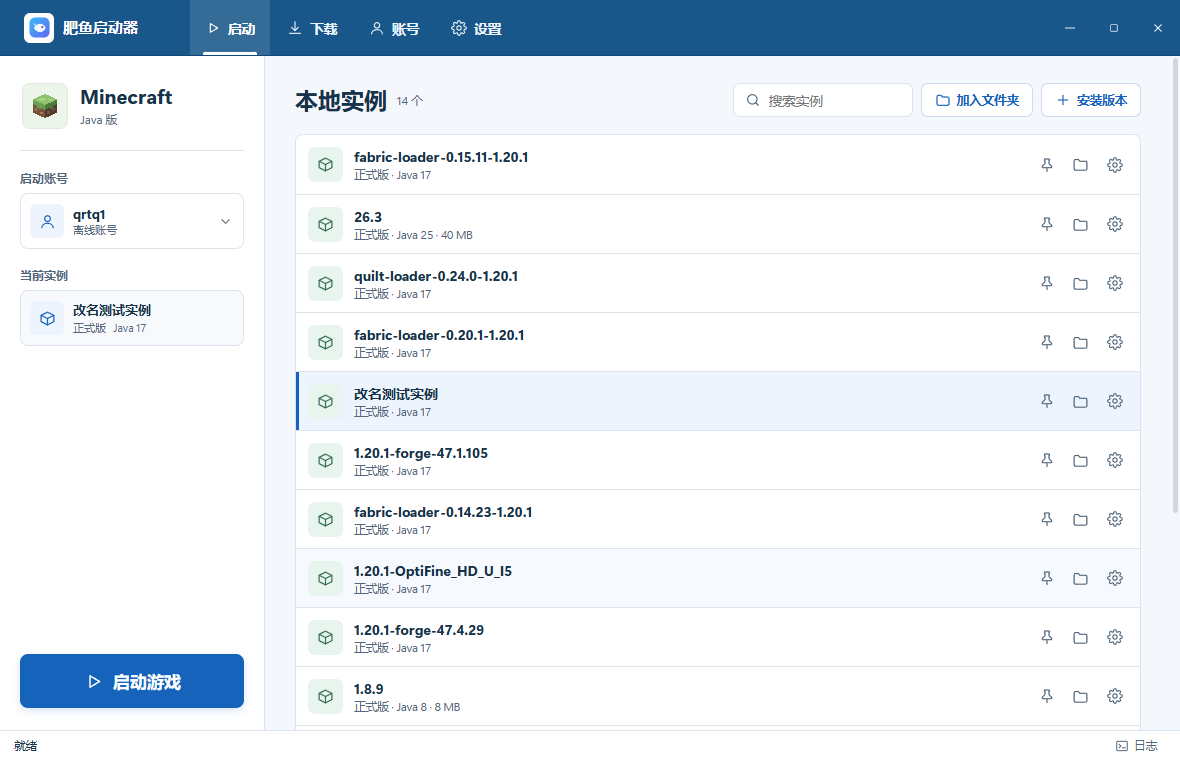 肥鱼启动器
启动
下载
账号
设置
Minecraft
Java 版
启动账号
qrtq1
离线账号
当前实例
改名测试实例
正式版 Java 17
启动游戏
本地实例 14 个
搜索实例
加入文件夹
安装版本
fabric-loader-0.15.11-1.20.1
正式版 · Java 17
26.3
正式版 · Java 25 · 40 MB
quilt-loader-0.24.0-1.20.1
正式版 · Java 17
fabric-loader-0.20.1-1.20.1
正式版 · Java 17
改名测试实例
正式版 · Java 17
1.20.1-forge-47.1.105
正式版 · Java 17
fabric-loader-0.14.23-1.20.1
正式版 · Java 17
1.20.1-OptiFine_HD_U_I5
正式版 · Java 17
1.20.1-forge-47.4.29
正式版 · Java 17
1.8.9
正式版 · Java 8 · 8 MB
就绪
日志